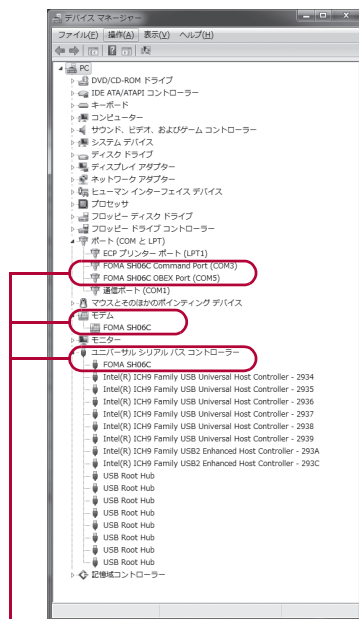 デバイス マネージャー
ファイル(F) 操作(A) 表示(V) ヘルプ(H)
PC
DVD/CD-ROM ドライブ
IDE ATA/ATAPI コントローラー
キーボード
コンピューター
サウンド、ビデオ、およびゲーム コントローラー
システム デバイス
ディスク ドライブ
ディスプレイ アダプター
ネットワーク アダプター
ヒューマン インターフェイス デバイス
プロセッサ
フロッピー ディスク ドライブ
フロッピー ドライブ コントローラー
ポート (COM と LPT)
ECP プリンター ポート (LPT1)
FOMA SH06C Command Port (COM3)
FOMA SH06C OBEX Port (COM5)
通信ポート (COM1)
マウスとそのほかのポインティング デバイス
モデム
FOMA SH06C
モニター
ユニバーサル シリアル バス コントローラー
FOMA SH06C
Intel(R) ICH9 Family USB Universal Host Controller - 2934
Intel(R) ICH9 Family USB Universal Host Controller - 2935
Intel(R) ICH9 Family USB Universal Host Controller - 2936
Intel(R) ICH9 Family USB Universal Host Controller - 2937
Intel(R) ICH9 Family USB Universal Host Controller - 2938
Intel(R) ICH9 Family USB Universal Host Controller - 2939
Intel(R) ICH9 Family USB2 Enhanced Host Controller - 293A
Intel(R) ICH9 Family USB2 Enhanced Host Controller - 293C
USB Root Hub
USB Root Hub
USB Root Hub
USB Root Hub
USB Root Hub
USB Root Hub
USB Root Hub
USB Root Hub
記憶域コントローラー